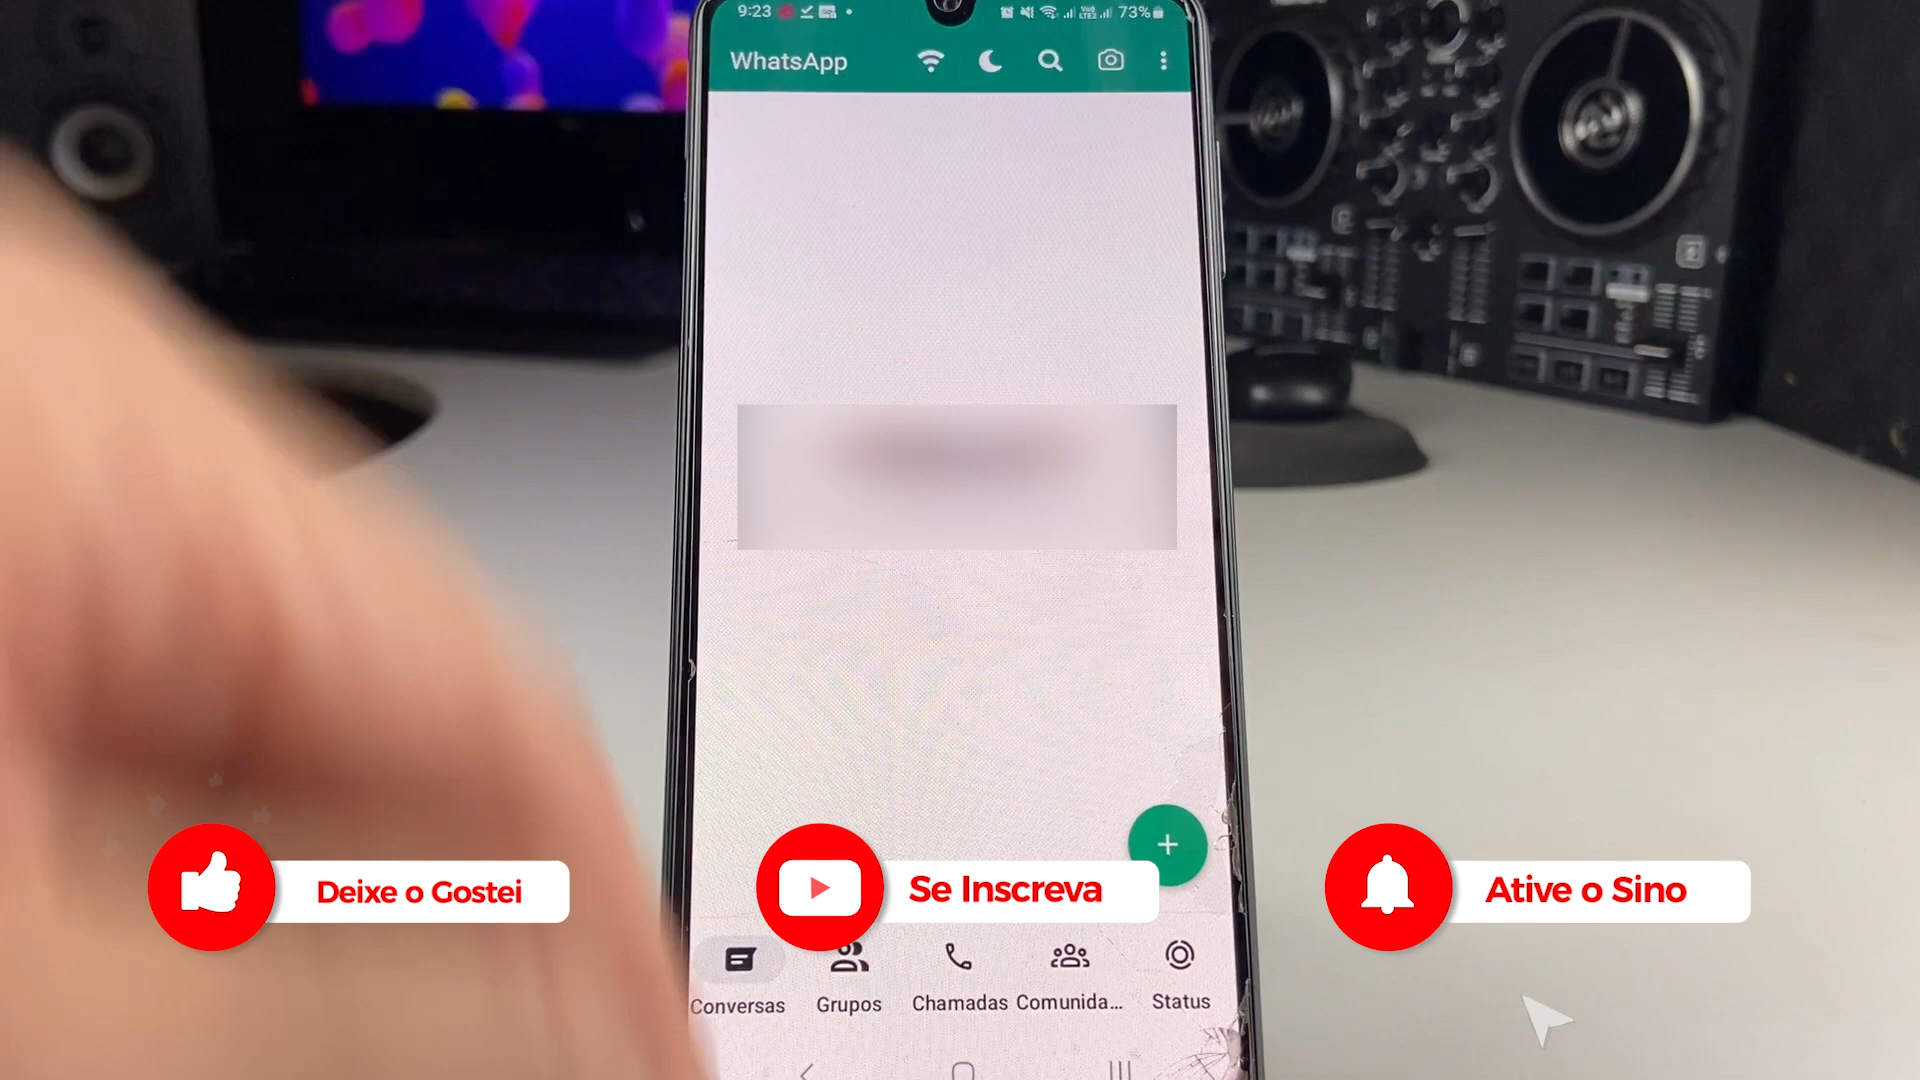 9:23
73%
WhatsApp
Deixe o Gostei
Se Inscreva
Ative o Sino
Conversas
Grupos
Chamadas
Comunida...
Status